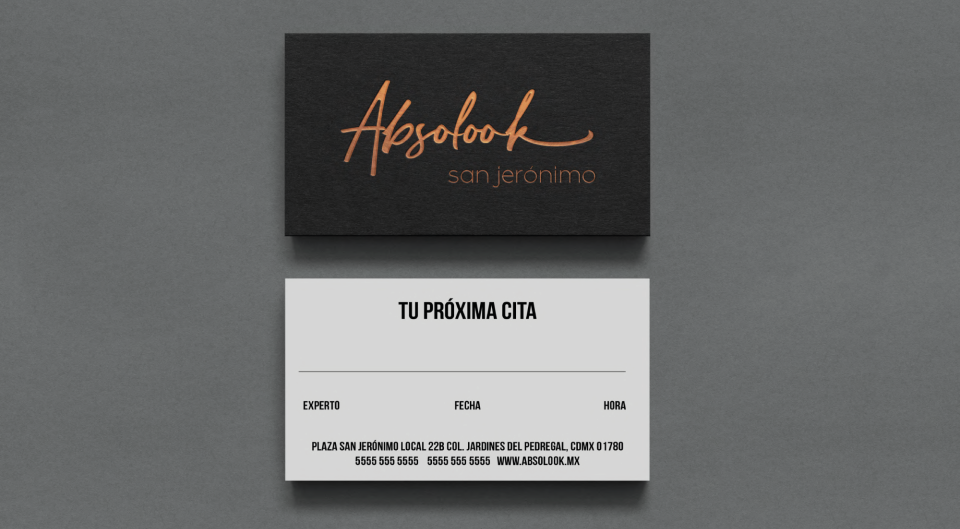 Absolook
san jerónimo
TU PRÓXIMA CITA
EXPERTO FECHA HORA
PLAZA SAN JERÓNIMO LOCAL 22B COL. JARDINES DEL PEDREGAL, CDMX 01780
5555 555 5555 5555 555 5555 WWW.ABSOLOOK.MX